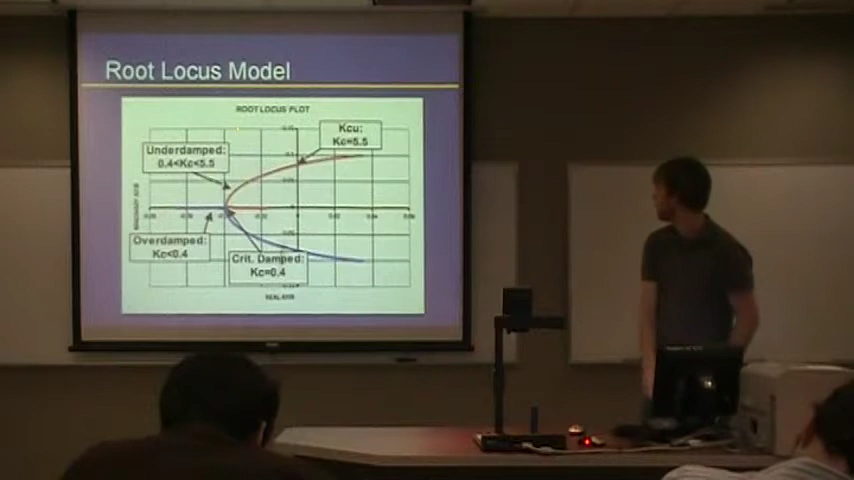 Root Locus Model
ROOT LOCUS PLOT
Kcu:
Kc=5.5
Underdamped:
0.4<Kc<5.5
Overdamped:
Kc<0.4
Crit. Damped:
Kc=0.4
REAL AXIS